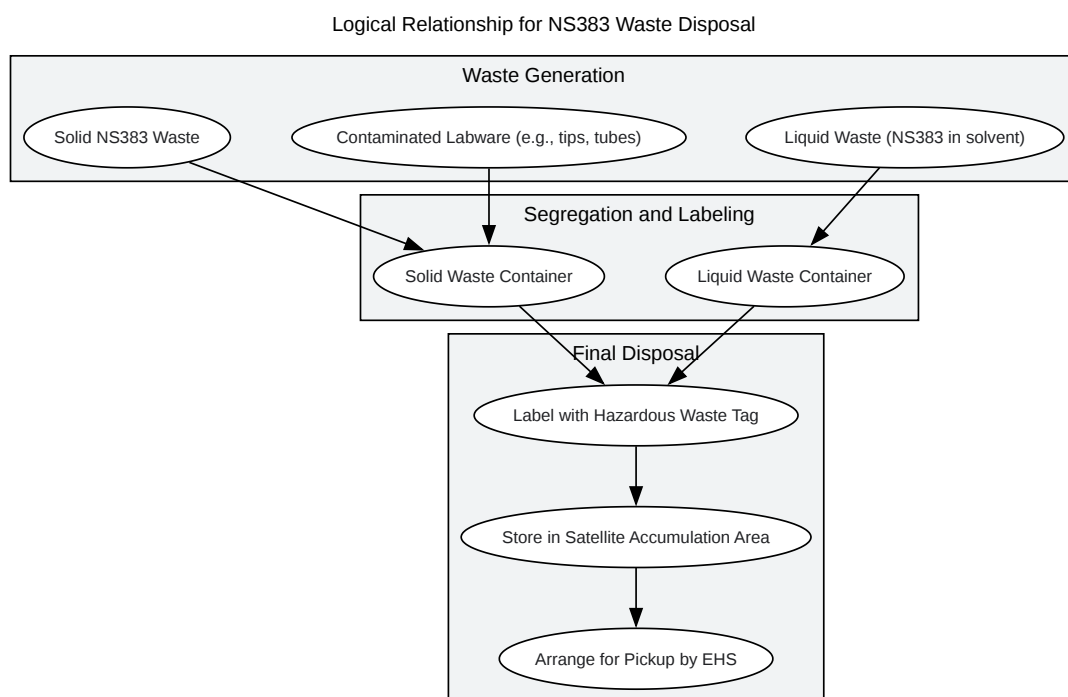 Logical Relationship for NS383 Waste Disposal
Waste Generation
Solid NS383 Waste
Contaminated Labware (e.g., tips, tubes)
Liquid Waste (NS383 in solvent)
Segregation and Labeling
Solid Waste Container
Liquid Waste Container
Final Disposal
Label with Hazardous Waste Tag
Store in Satellite Accumulation Area
Arrange for Pickup by EHS